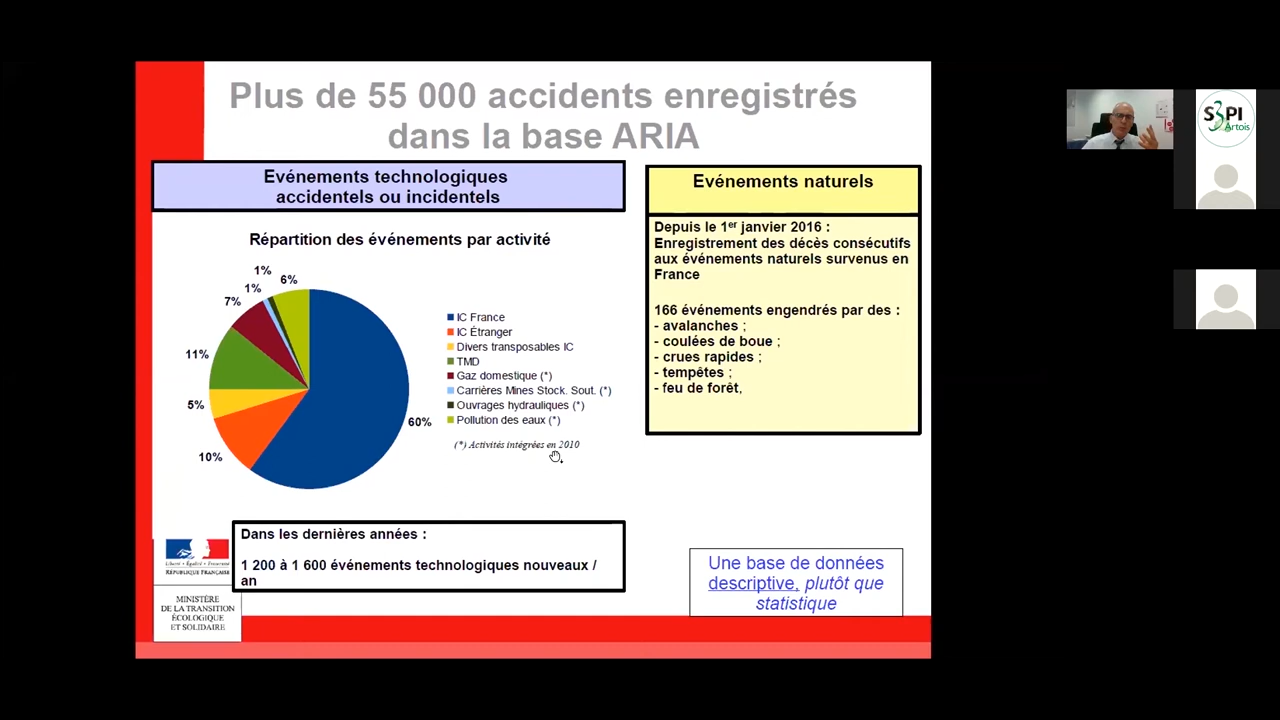 Plus de 55 000 accidents enregistrés
dans la base ARIA
Evénements technologiques
accidentels ou incidentels
Répartition des événements par activité
1%
6%
1%
7%
11%
5%
10%
60%
IC France
IC Étranger
Divers transposables IC
TMD
Gaz domestique (*)
Carrières Mines Stock. Sout. (*)
Ouvrages hydrauliques (*)
Pollution des eaux (*)
(*) Activités intégrées en 2010
Evénements naturels
Depuis le 1er janvier 2016 :
Enregistrement des décès consécutifs
aux événements naturels survenus en
France
166 événements engendrés par des :
- avalanches ;
- coulées de boue ;
- crues rapides ;
- tempêtes ;
- feu de forêt,
Dans les dernières années :
1 200 à 1 600 événements technologiques nouveaux /
an
Une base de données
descriptive, plutôt que
statistique
Liberté • Égalité • Fraternité
RÉPUBLIQUE FRANÇAISE
MINISTÈRE
DE LA TRANSITION
ÉCOLOGIQUE
ET SOLIDAIRE
S3PI
Artois